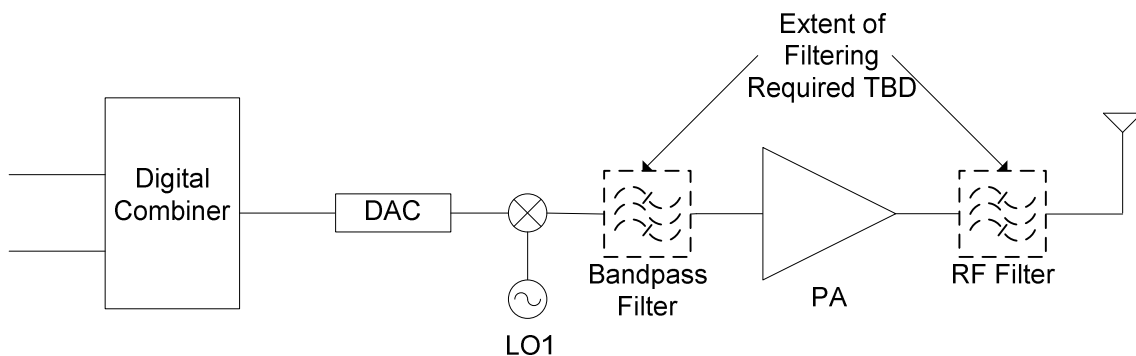 Extent of
Filtering
Required TBD
Digital
Combiner
DAC
Bandpass
Filter
RF Filter
PA
LO1